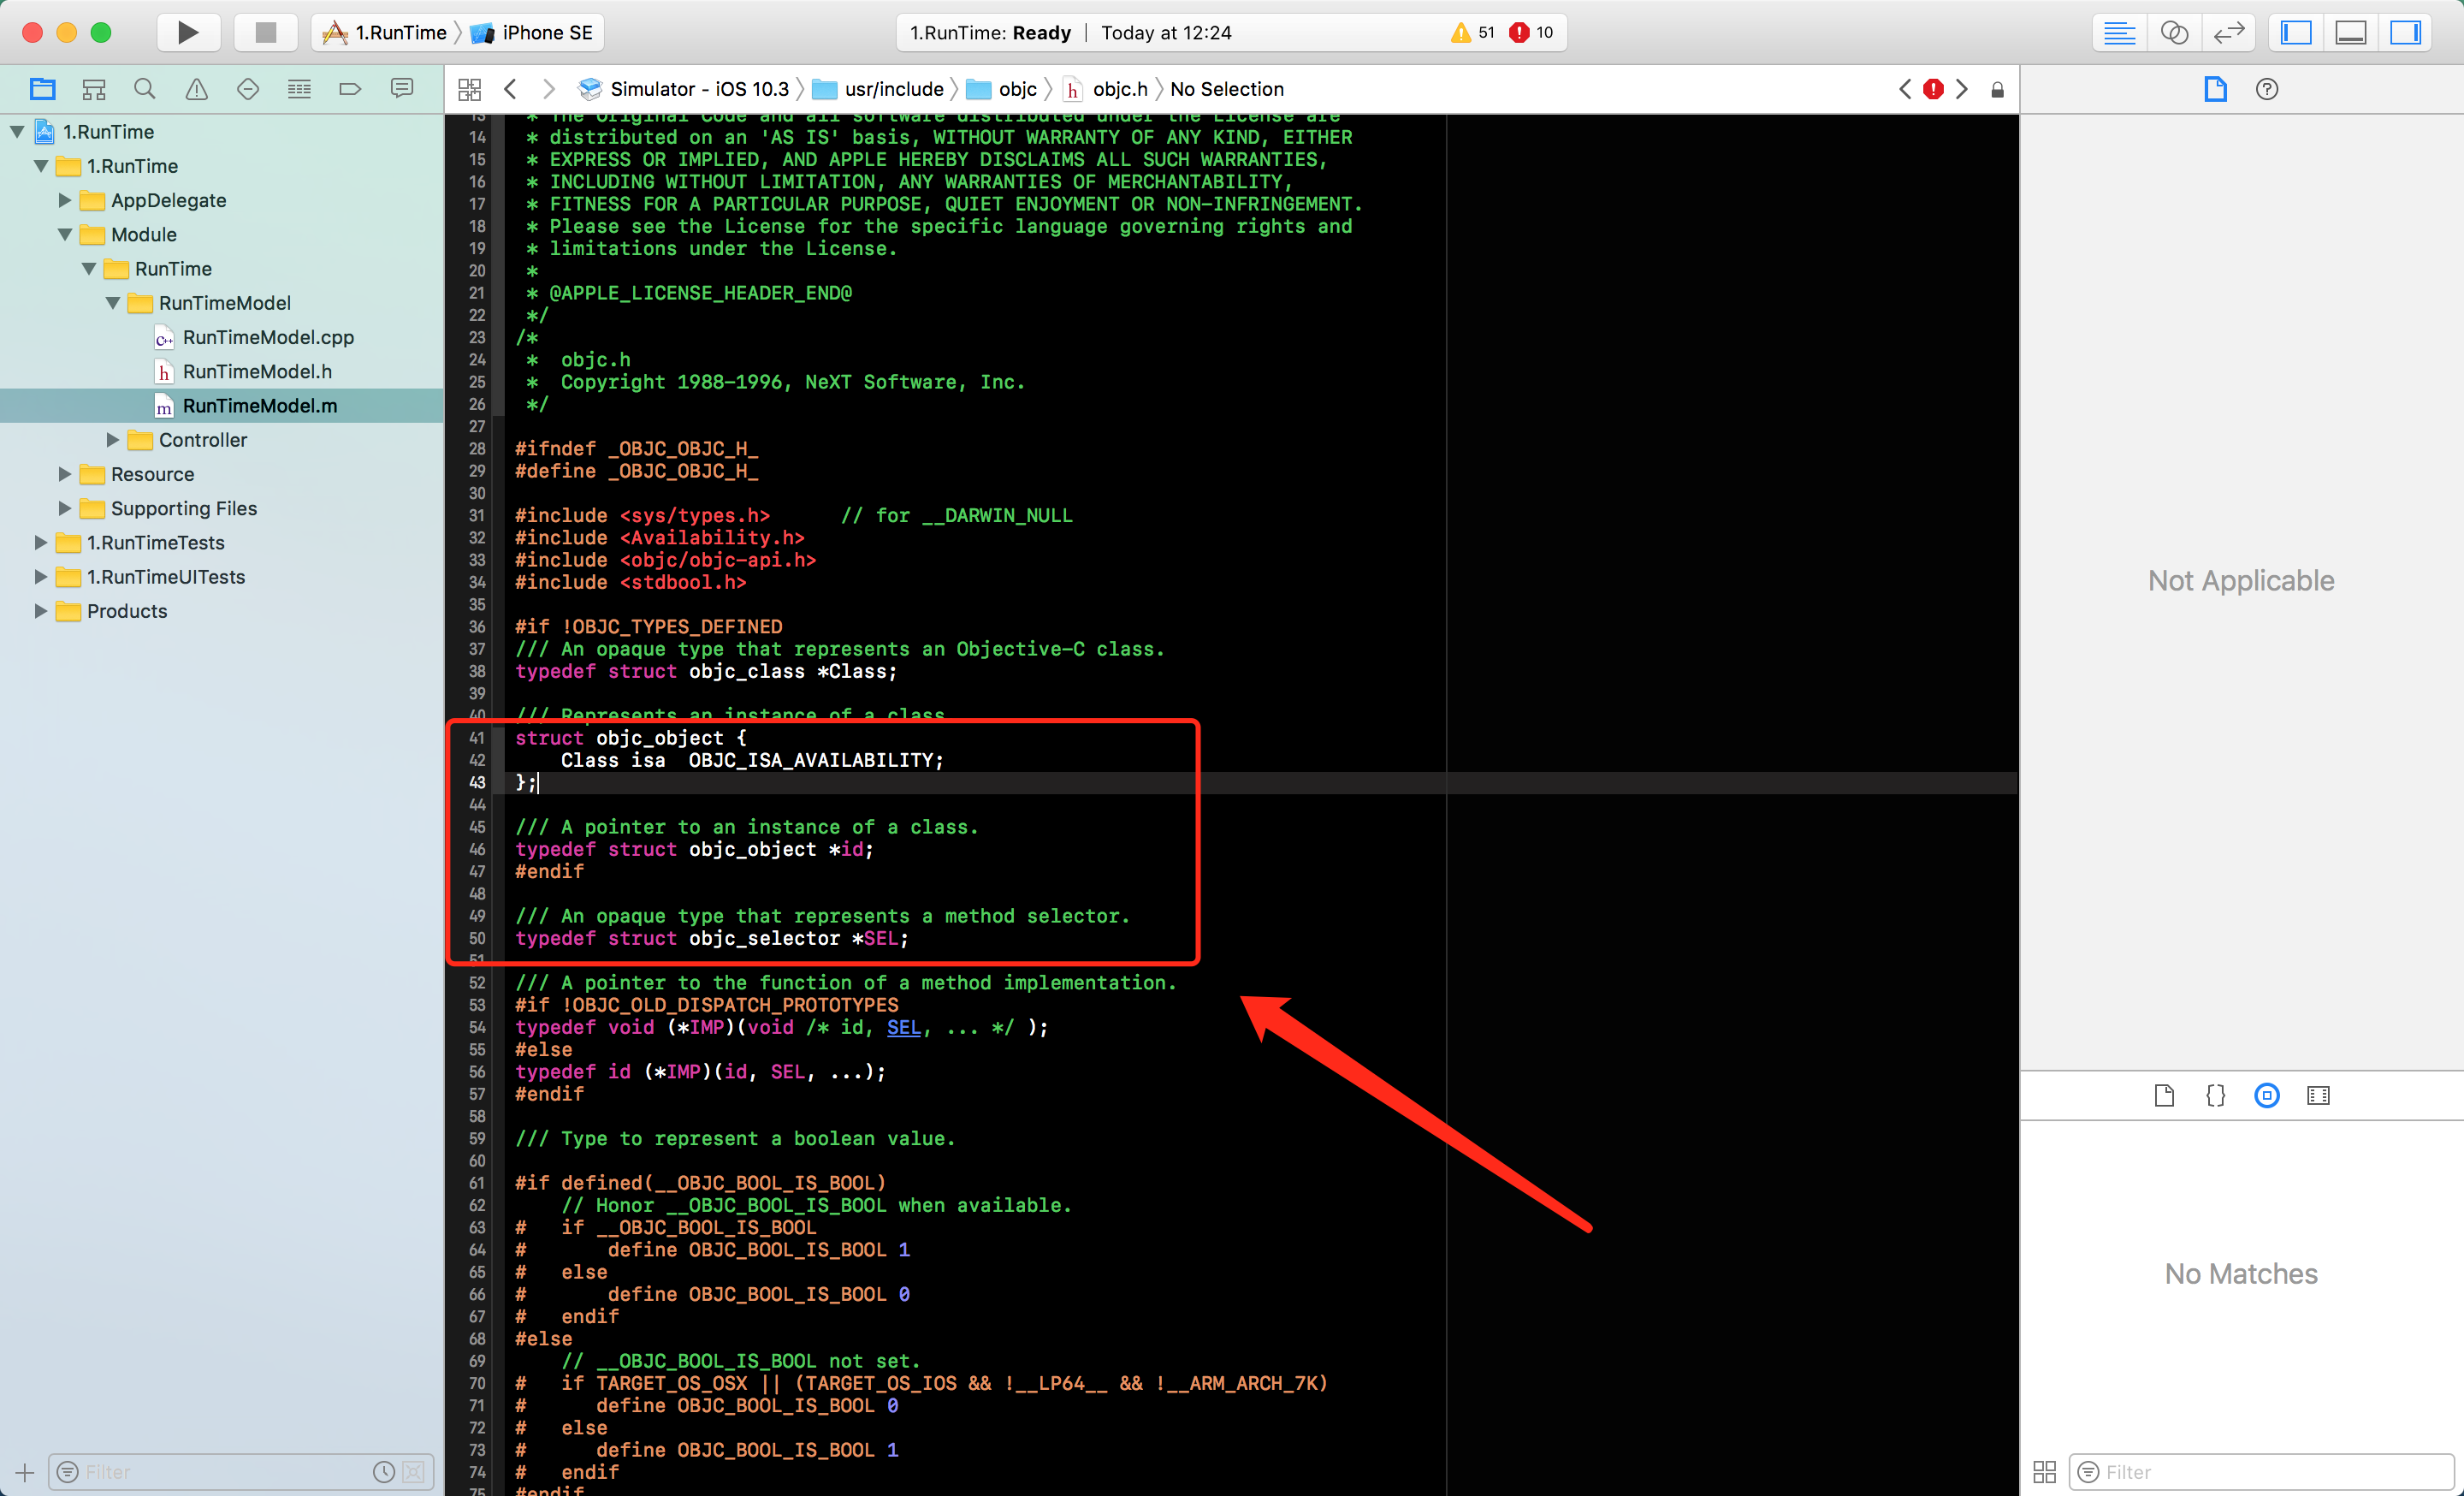 1.RunTime
iPhone SE
1.RunTime: Ready | Today at 12:24
51
10
Simulator - iOS 10.3
usr/include
objc
h objc.h
No Selection
1.RunTime
1.RunTime
AppDelegate
Module
RunTime
RunTimeModel
C++ RunTimeModel.cpp
h RunTimeModel.h
m RunTimeModel.m
Controller
Resource
Supporting Files
1.RunTimeTests
1.RunTimeUITests
Products
Filter
13 * The Original Code and all software distributed under the License are
14 * distributed on an 'AS IS' basis, WITHOUT WARRANTY OF ANY KIND, EITHER
15 * EXPRESS OR IMPLIED, AND APPLE HEREBY DISCLAIMS ALL SUCH WARRANTIES,
16 * INCLUDING WITHOUT LIMITATION, ANY WARRANTIES OF MERCHANTABILITY,
17 * FITNESS FOR A PARTICULAR PURPOSE, QUIET ENJOYMENT OR NON-INFRINGEMENT.
18 * Please see the License for the specific language governing rights and
19 * limitations under the License.
20 *
21 * @APPLE_LICENSE_HEADER_END@
22 */
23 /*
24 *  objc.h
25 *  Copyright 1988-1996, NeXT Software, Inc.
26 */
27
28 #ifndef _OBJC_OBJC_H_
29 #define _OBJC_OBJC_H_
30
31 #include <sys/types.h>      // for __DARWIN_NULL
32 #include <Availability.h>
33 #include <objc/objc-api.h>
34 #include <stdbool.h>
35
36 #if !OBJC_TYPES_DEFINED
37 /// An opaque type that represents an Objective-C class.
38 typedef struct objc_class *Class;
39
40 /// Represents an instance of a class.
41 struct objc_object {
42     Class isa  OBJC_ISA_AVAILABILITY;
43 };
44
45 /// A pointer to an instance of a class.
46 typedef struct objc_object *id;
47 #endif
48
49 /// An opaque type that represents a method selector.
50 typedef struct objc_selector *SEL;
51
52 /// A pointer to the function of a method implementation.
53 #if !OBJC_OLD_DISPATCH_PROTOTYPES
54 typedef void (*IMP)(void /* id, SEL, ... */ );
55 #else
56 typedef id (*IMP)(id, SEL, ...);
57 #endif
58
59 /// Type to represent a boolean value.
60
61 #if defined(__OBJC_BOOL_IS_BOOL)
62     // Honor __OBJC_BOOL_IS_BOOL when available.
63 #   if __OBJC_BOOL_IS_BOOL
64 #       define OBJC_BOOL_IS_BOOL 1
65 #   else
66 #       define OBJC_BOOL_IS_BOOL 0
67 #   endif
68 #else
69     // __OBJC_BOOL_IS_BOOL not set.
70 #   if TARGET_OS_OSX || (TARGET_OS_IOS && !__LP64__ && !__ARM_ARCH_7K)
71 #      define OBJC_BOOL_IS_BOOL 0
72 #   else
73 #      define OBJC_BOOL_IS_BOOL 1
74 #   endif
75 #endif
Not Applicable
{}
No Matches
Filter